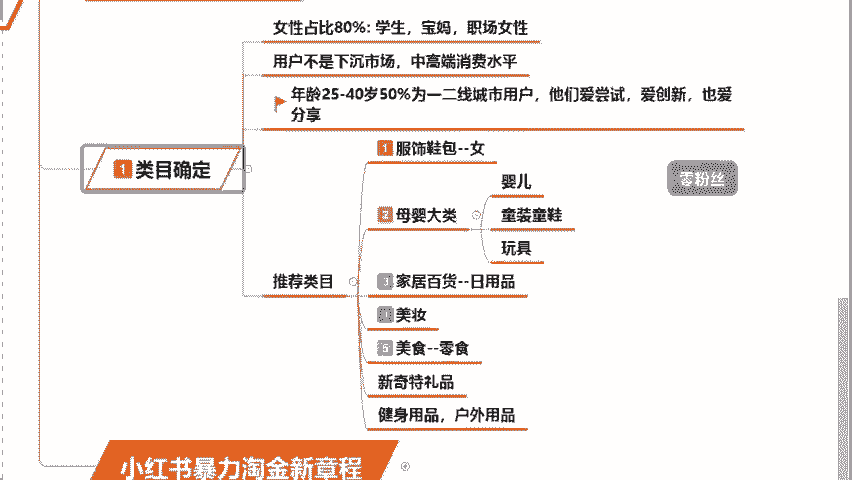 女性占比80%: 学生，宝妈，职场女性
用户不是下沉市场，中高端消费水平
年龄25-40岁50%为一二线城市用户，他们爱尝试，爱创新，也爱
分享
1 类目确定
1 服饰鞋包--女
零粉丝
婴儿
2 母婴大类
童装童鞋
玩具
推荐类目
3 家居百货--日用品
4 美妆
5 美食--零食
新奇特礼品
健身用品，户外用品
小红书暴力淘金新章程